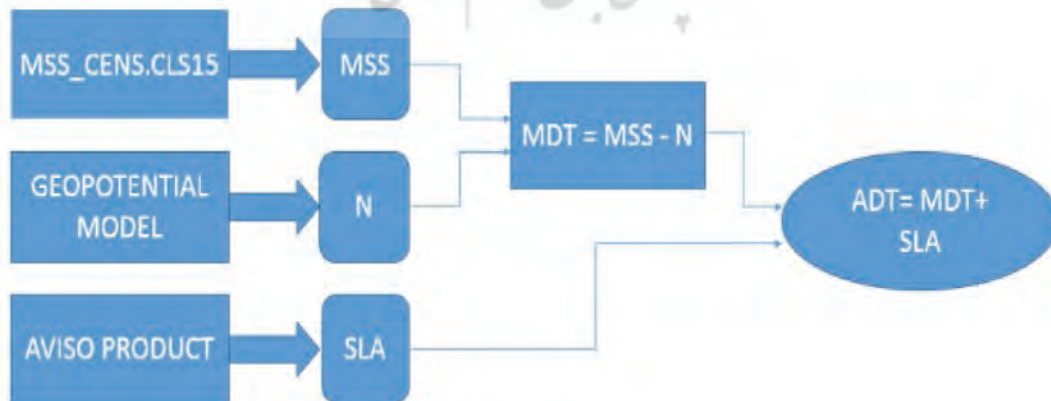 MSS_CENS.CLS15
MSS
MDT = MSS - N
GEOPOTENTIAL
MODEL
N
ADT= MDT+
SLA
AVISO PRODUCT
SLA